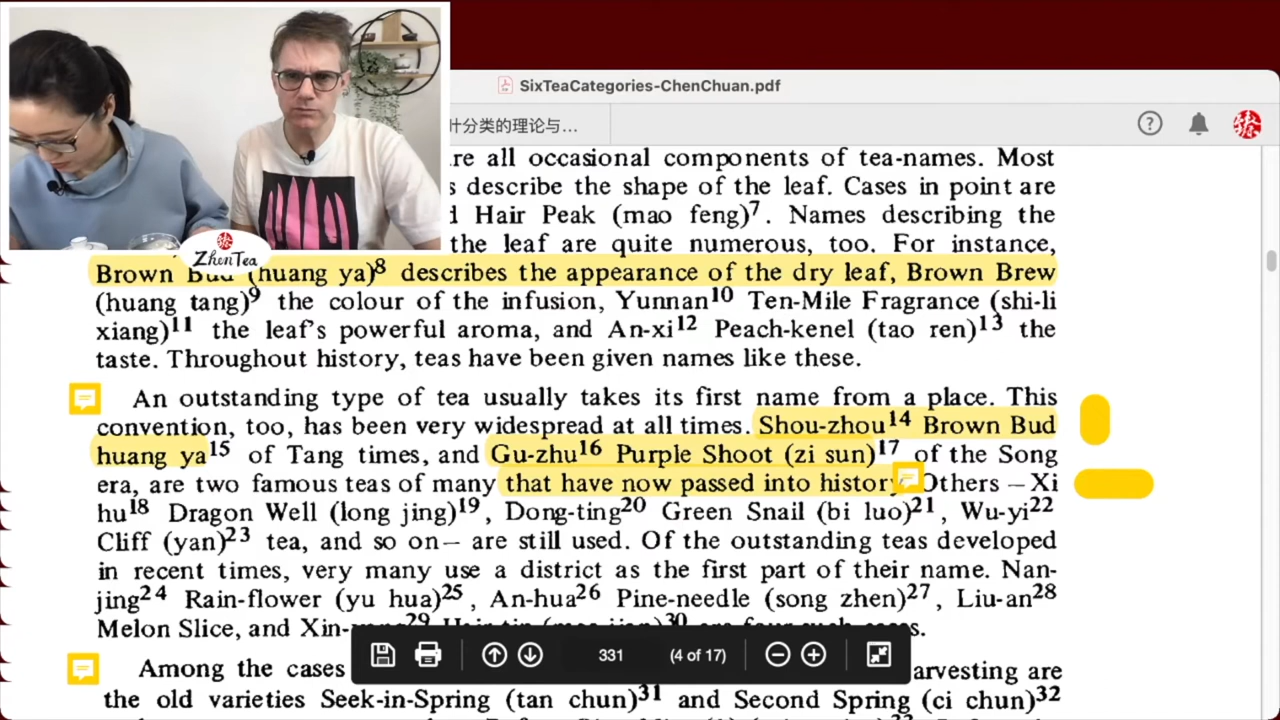 SixTeaCategories-ChenChuan.pdf
叶分类的理论与...
re all occasional components of tea-names. Most
s describe the shape of the leaf. Cases in point are
d Hair Peak (mao feng)7. Names describing the
the leaf are quite numerous, too. For instance,
ZhenTea
Brown Bud (huang ya)8 describes the appearance of the dry leaf, Brown Brew
(huang tang)9 the colour of the infusion, Yunnan10 Ten-Mile Fragrance (shi-li
xiang)11 the leaf's powerful aroma, and An-xi12 Peach-kenel (tao ren)13 the
taste. Throughout history, teas have been given names like these.
An outstanding type of tea usually takes its first name from a place. This
convention, too, has been very widespread at all times. Shou-zhou14 Brown Bud
huang ya15 of Tang times, and Gu-zhu16 Purple Shoot (zi sun)17 of the Song
era, are two famous teas of many that have now passed into history. Others – Xi
hu18 Dragon Well (long jing)19, Dong-ting20 Green Snail (bi luo)21, Wu-yi22
Cliff (yan)23 tea, and so on– are still used. Of the outstanding teas developed
in recent times, very many use a district as the first part of their name. Nan-
jing24 Rain-flower (yu hua)25, An-hua26 Pine-needle (song zhen)27, Liu-an28
Melon Slice, and Xin-
331 (4 of 17)
Among the cases arvesting are
the old varieties Seek-in-Spring (tan chun)31 and Second Spring (ci chun)32